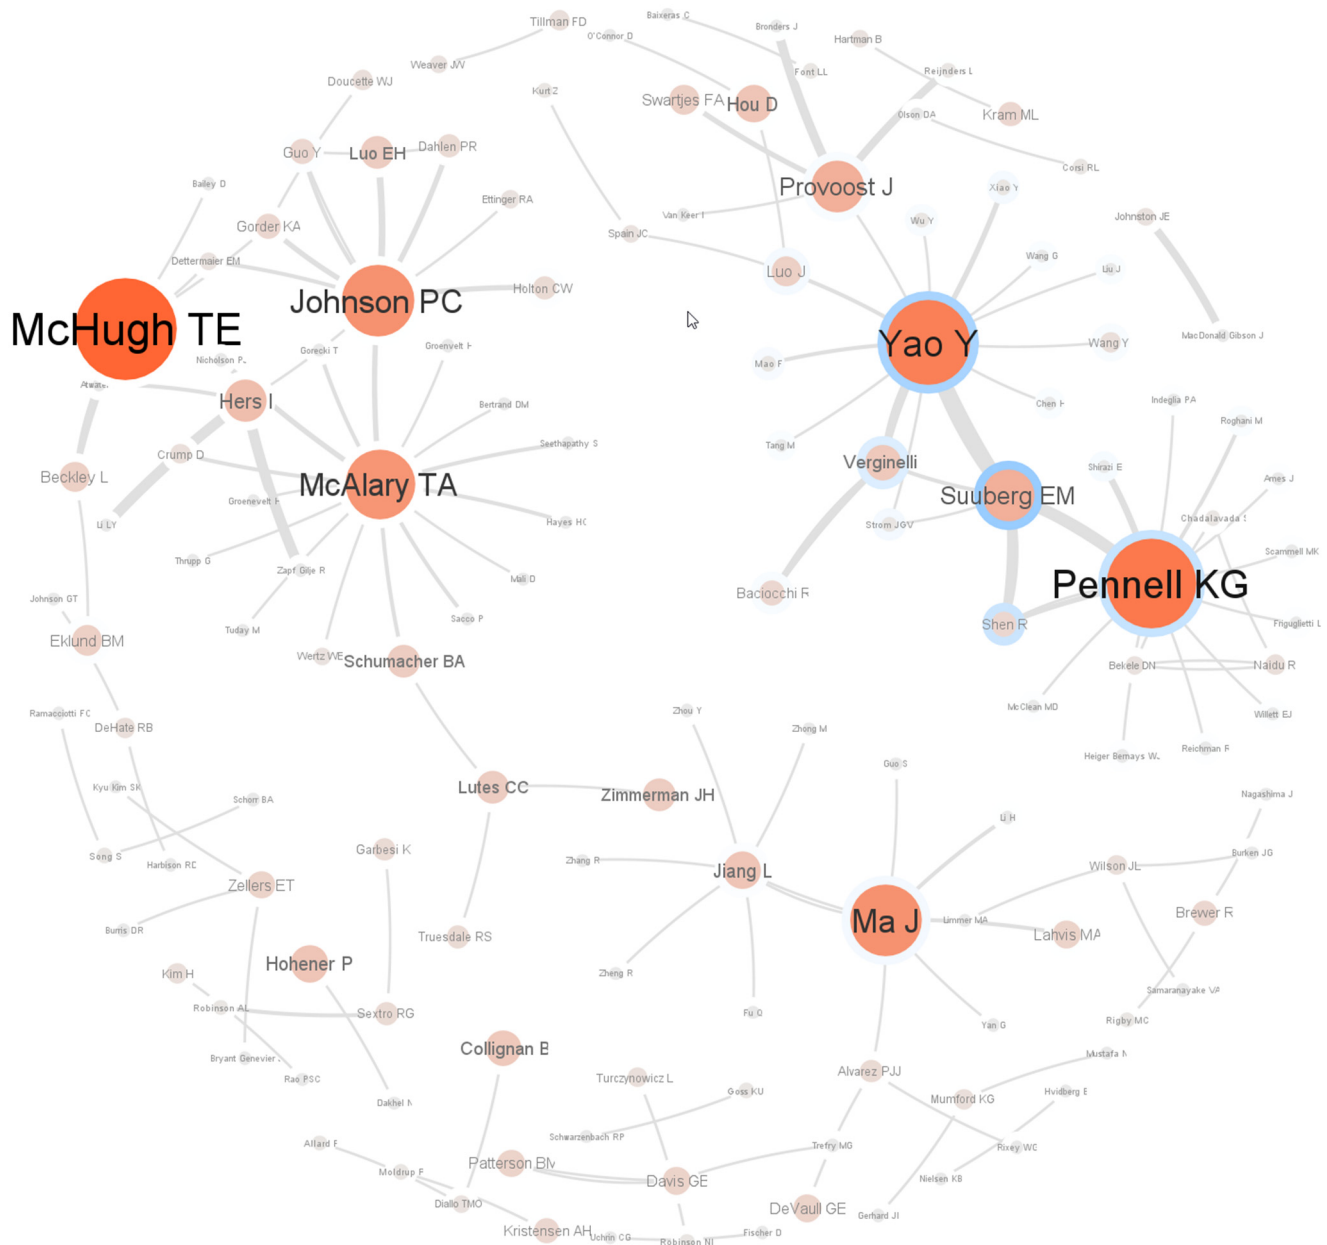 Tillman FD
Baixeras C
O'Connor D
Bronders J
Hartman B
Weaver JW
Font LL
Reijnders L
Doucette WJ
Kurt Z
Swartjes FA
Hou D
Olson DA
Kram ML
Guo Y
Luo EH
Dahlen PR
Corsi RL
Bailey D
Provoost J
Xiao Y
Ettinger RA
Van Keer I
Wu Y
Johnston JE
Gorder KA
Spain JC
Dettermaier EM
Wang G
Luo J
Liu J
Holton CW
Johnson PC
McHugh TE
MacDonald Gibson J
Yao Y
Wang Y
Groenvelt H
Gorecki T
Nicholson P
Mao F
Hers I
Bertrand DM
Chen H
Indeglia PA
Roghani M
Seethapathy S
Tang M
Crump D
Verginelli
Shirazi E
Beckley L
Ames J
McAlary TA
Suuberg EM
Groenevelt H
Chadalavada S
Li LY
Hayes HC
Strom JGV
Scammell MK
Thrupp G
Zapf Gilje R
Mali D
Baciocchi R
Pennell KG
Johnson GT
Sacco P
Shen R
Friguglietti L
Tuday M
Eklund BM
Wertz WE
Schumacher BA
Bekele DN
Naidu R
McClean MD
Ramacciotti FC
Zhou Y
Willett EJ
DeHate RB
Zhong M
Heiger Bernays W
Reichman R
Guo S
Kyu Kim SK
Lutes CC
Zimmerman JH
Nagashima J
Schorr BA
Li H
Garbesi K
Song S
Harbison RD
Zhang R
Burken JG
Jiang L
Wilson JL
Zellers ET
Brewer R
Burris DR
Truesdale RS
Ma J
Limmer MA
Lahvis MA
Hohener P
Kim H
Zheng R
Samaranayake VA
Robinson AL
Sextro RG
Fu Q
Yan G
Rigby MC
Bryant Genevier
Collignan B
Mustafa N
Rao PSC
Turczynowicz L
Alvarez PJJ
Goss KU
Mumford KG
Hvidberg B
Dakhel N
Schwarzenbach RP
Allard F
Trefry MG
Rixey WG
Patterson BM
Moldrup P
Davis GE
Nielsen KB
Diallo TMO
DeVaull GE
Gerhard JI
Kristensen AH
Uchrin CG
Robinson NI
Fischer D